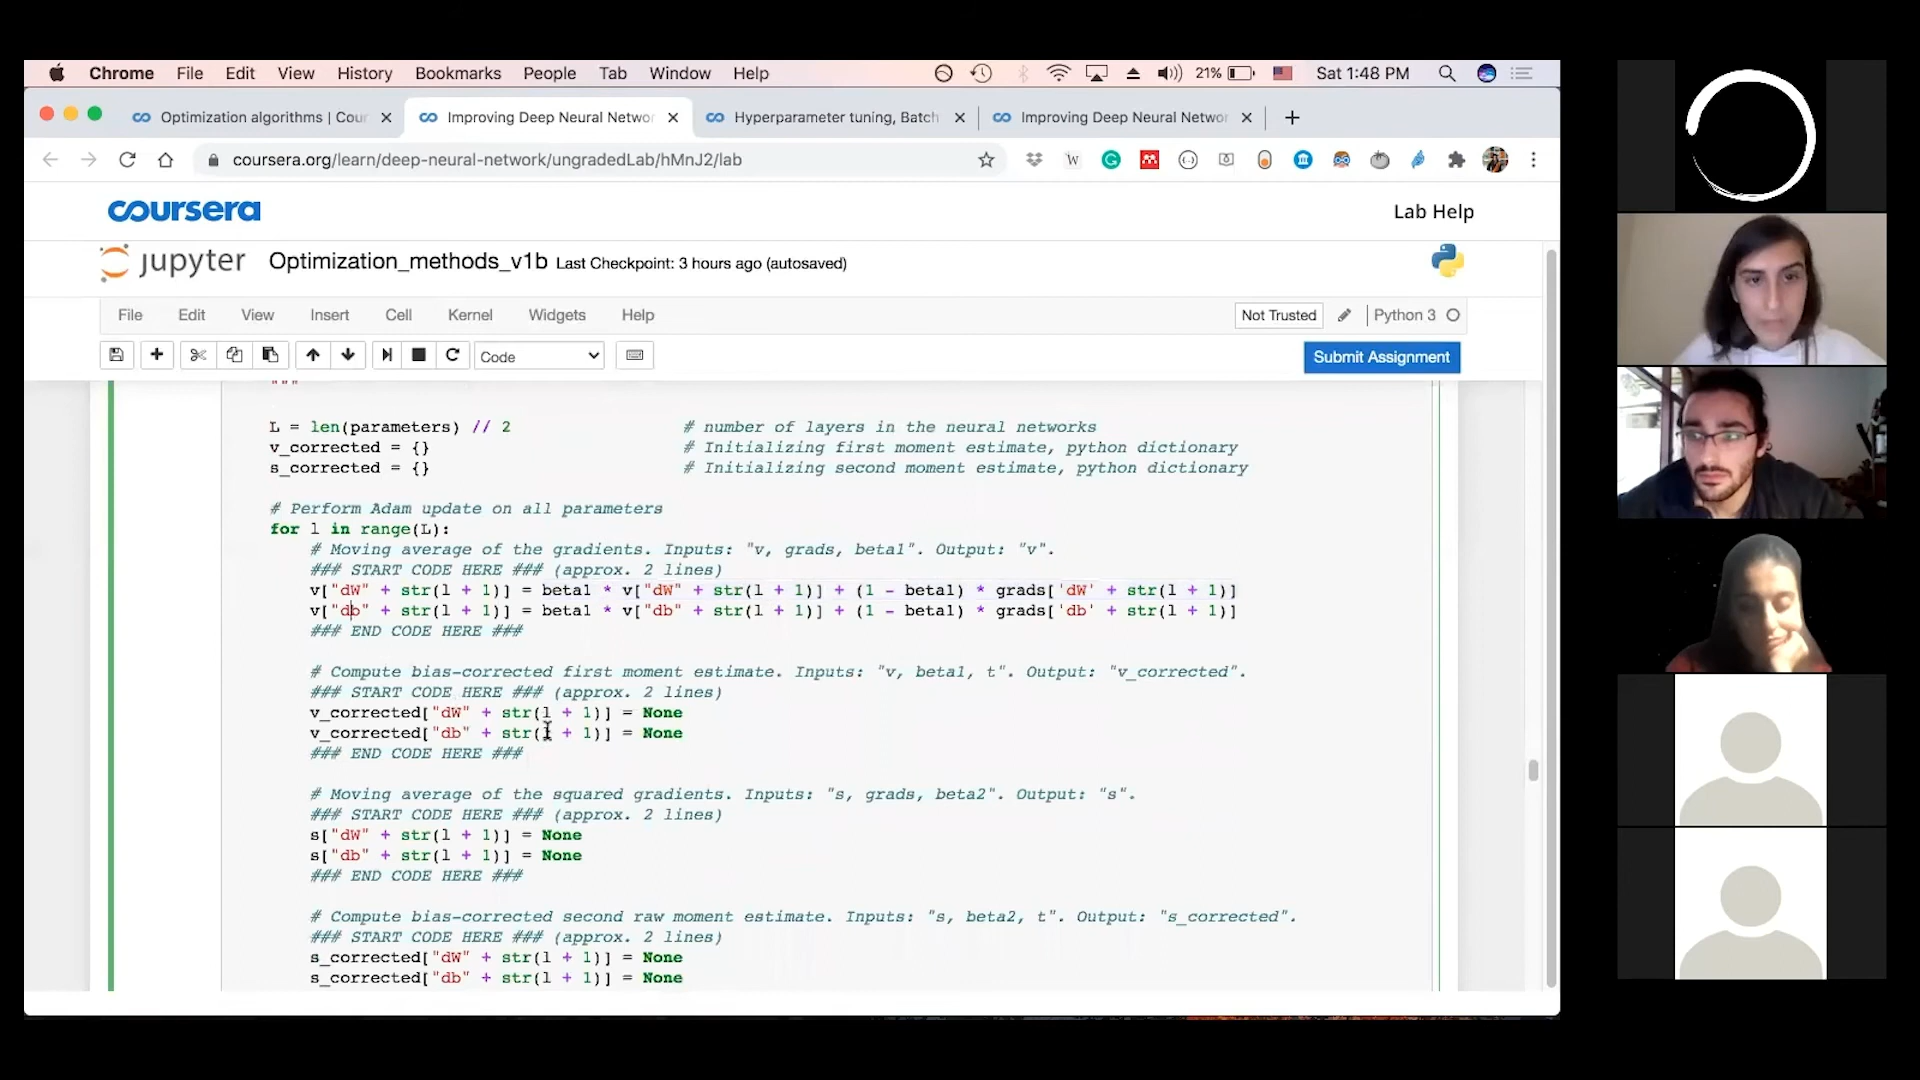 Chrome File Edit View History Bookmarks People Tab Window Help 21% Sat 1:48 PM
Optimization algorithms | Cour Improving Deep Neural Networ Hyperparameter tuning, Batch Improving Deep Neural Networ
coursera.org/learn/deep-neural-network/ungradedLab/hMnJ2/lab
coursera Lab Help
jupyter Optimization_methods_v1b Last Checkpoint: 3 hours ago (autosaved)
File Edit View Insert Cell Kernel Widgets Help Not Trusted Python 3
Code Submit Assignment
"""
L = len(parameters) // 2 # number of layers in the neural networks
v_corrected = {} # Initializing first moment estimate, python dictionary
s_corrected = {} # Initializing second moment estimate, python dictionary
# Perform Adam update on all parameters
for l in range(L):
# Moving average of the gradients. Inputs: "v, grads, beta1". Output: "v".
### START CODE HERE ### (approx. 2 lines)
v["dW" + str(l + 1)] = beta1 * v["dW" + str(l + 1)] + (1 - beta1) * grads['dW' + str(l + 1)]
v["db" + str(l + 1)] = beta1 * v["db" + str(l + 1)] + (1 - beta1) * grads['db' + str(l + 1)]
### END CODE HERE ###
# Compute bias-corrected first moment estimate. Inputs: "v, beta1, t". Output: "v_corrected".
### START CODE HERE ### (approx. 2 lines)
v_corrected["dW" + str(l + 1)] = None
v_corrected["db" + str(l + 1)] = None
### END CODE HERE ###
# Moving average of the squared gradients. Inputs: "s, grads, beta2". Output: "s".
### START CODE HERE ### (approx. 2 lines)
s["dW" + str(l + 1)] = None
s["db" + str(l + 1)] = None
### END CODE HERE ###
# Compute bias-corrected second raw moment estimate. Inputs: "s, beta2, t". Output: "s_corrected".
### START CODE HERE ### (approx. 2 lines)
s_corrected["dW" + str(l + 1)] = None
s_corrected["db" + str(l + 1)] = None